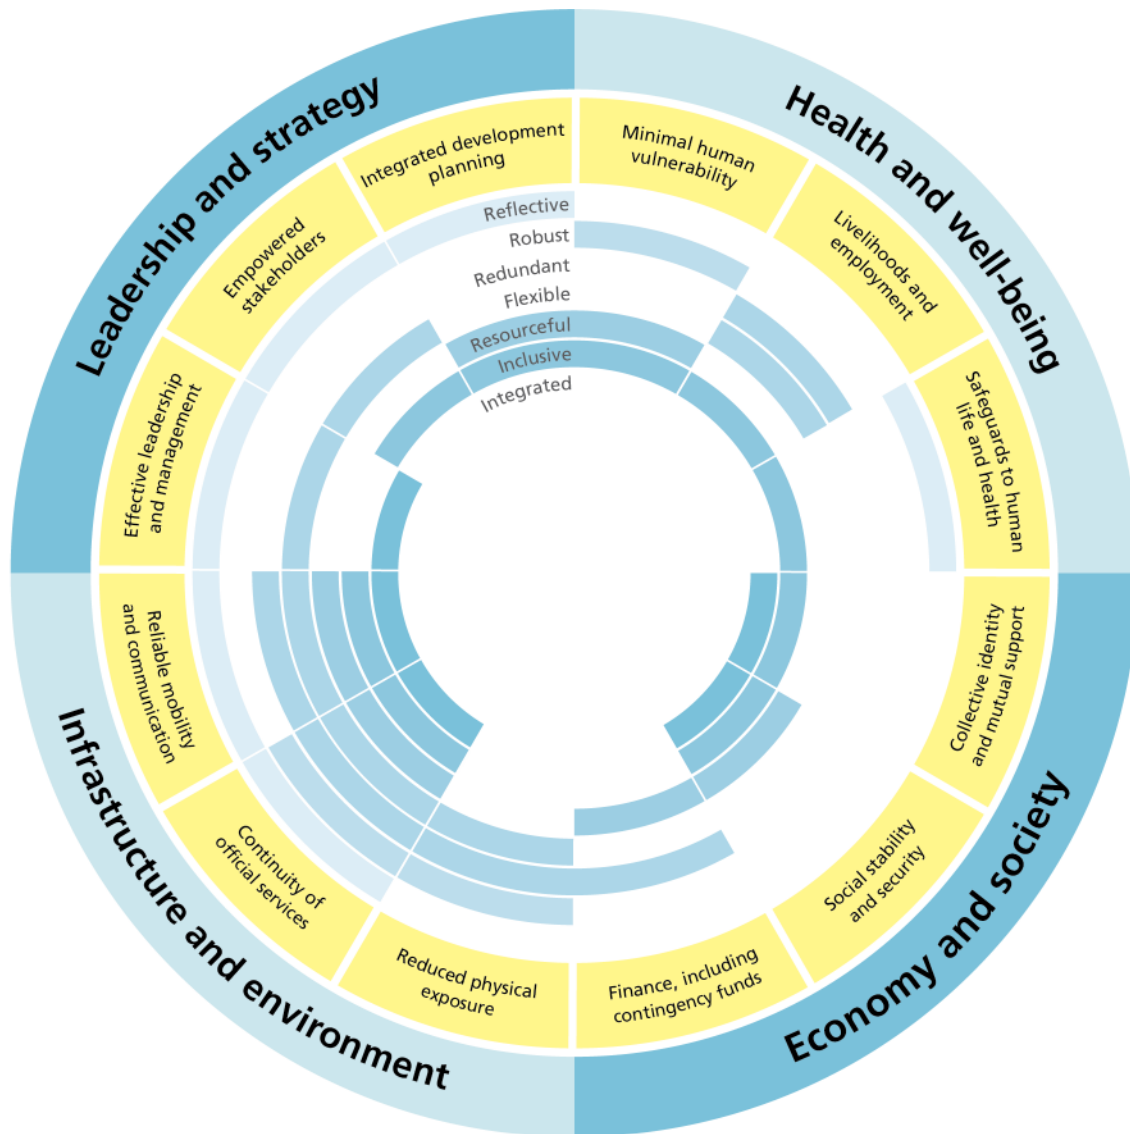 Leadership and strategy
Health and well-being
Economy and society
Infrastructure and environment
Integrated development
planning
Minimal human
vulnerability
Livelihoods and
employment
Safeguards to human
life and health
Collective identity
and mutual support
Social stability
and security
Finance, including
contingency funds
Reduced physical
exposure
Continuity of
official services
Reliable mobility
and communication
Effective leadership
and management
Empowered
stakeholders
Reflective
Robust
Redundant
Flexible
Resourceful
Inclusive
Integrated